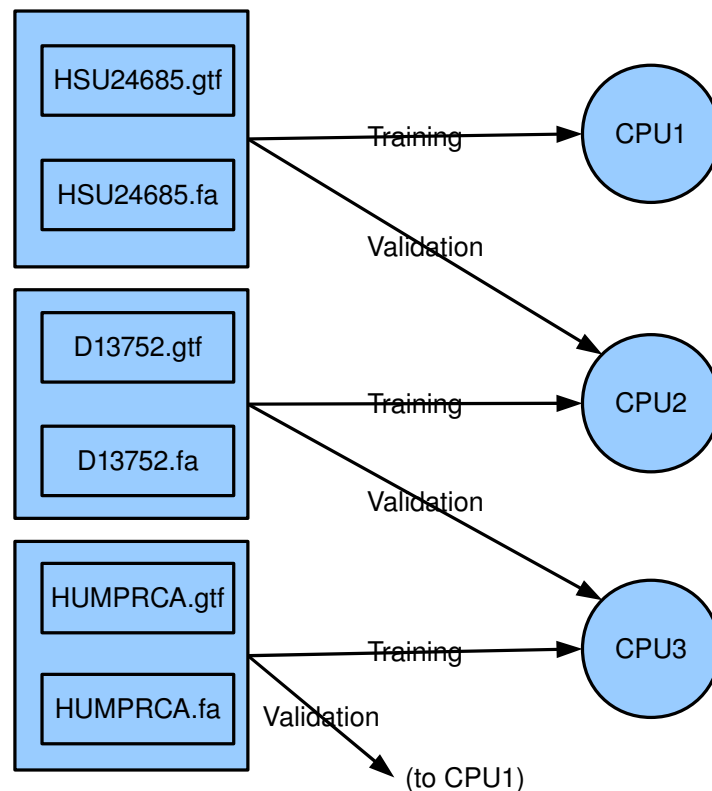 HSU24685.gtf
Training
CPU1
HSU24685.fa
Validation
D13752.gtf
Training
CPU2
D13752.fa
Validation
HUMPRCA.gtf
Training
CPU3
HUMPRCA.fa
Validation
(to CPU1)